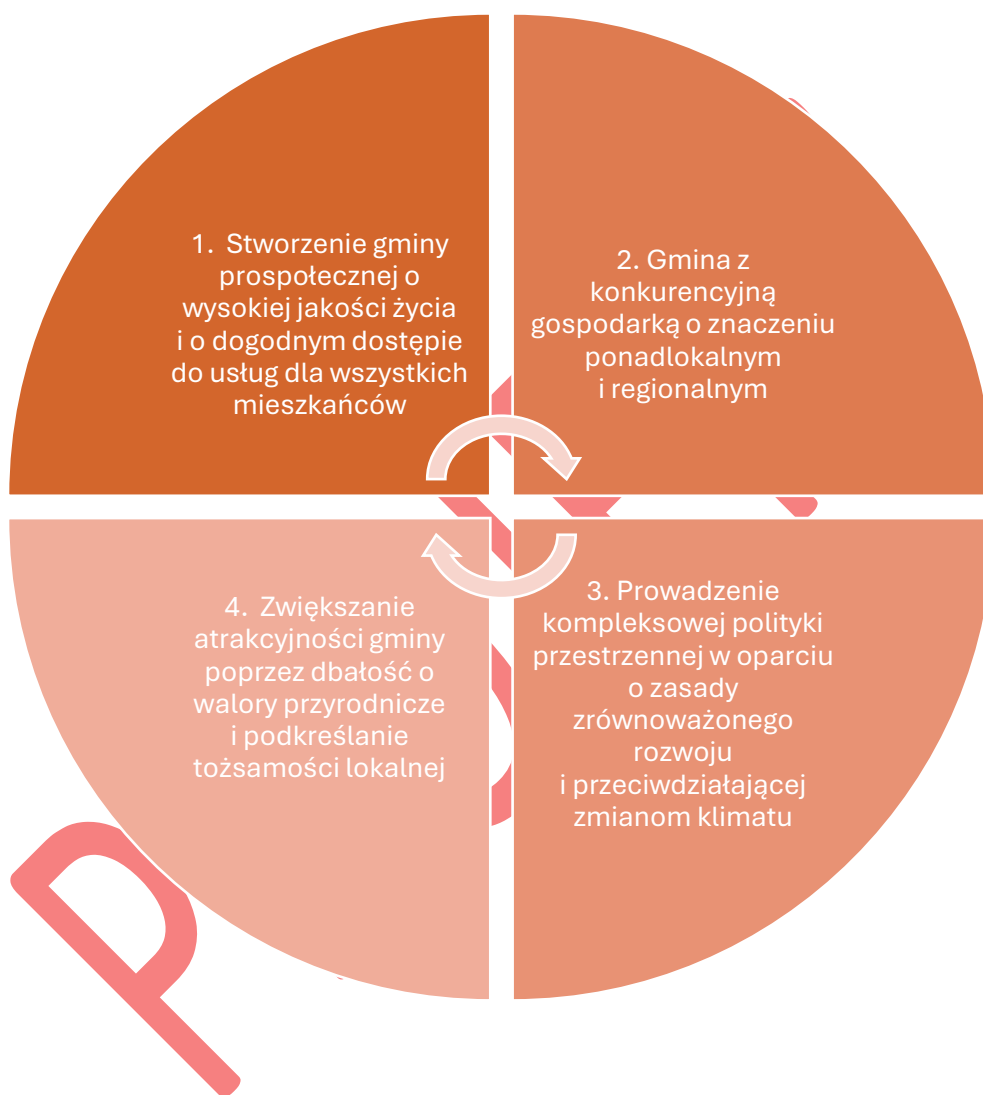 1. Stworzenie gminy
prospołecznej o
wysokiej jakości życia
i o dogodnym dostępie
do usług dla wszystkich
mieszkańców
2. Gmina z
konkurencyjną
gospodarką o znaczeniu
ponadlokalnym
i regionalnym
3. Prowadzenie
kompleksowej polityki
przestrzennej w oparciu
o zasady
zrównoważonego
rozwoju
i przeciwdziałającej
zmianom klimatu
4. Zwiększanie
atrakcyjności gminy
poprzez dbałość o
walory przyrodnicze
i podkreślanie
tożsamości lokalnej